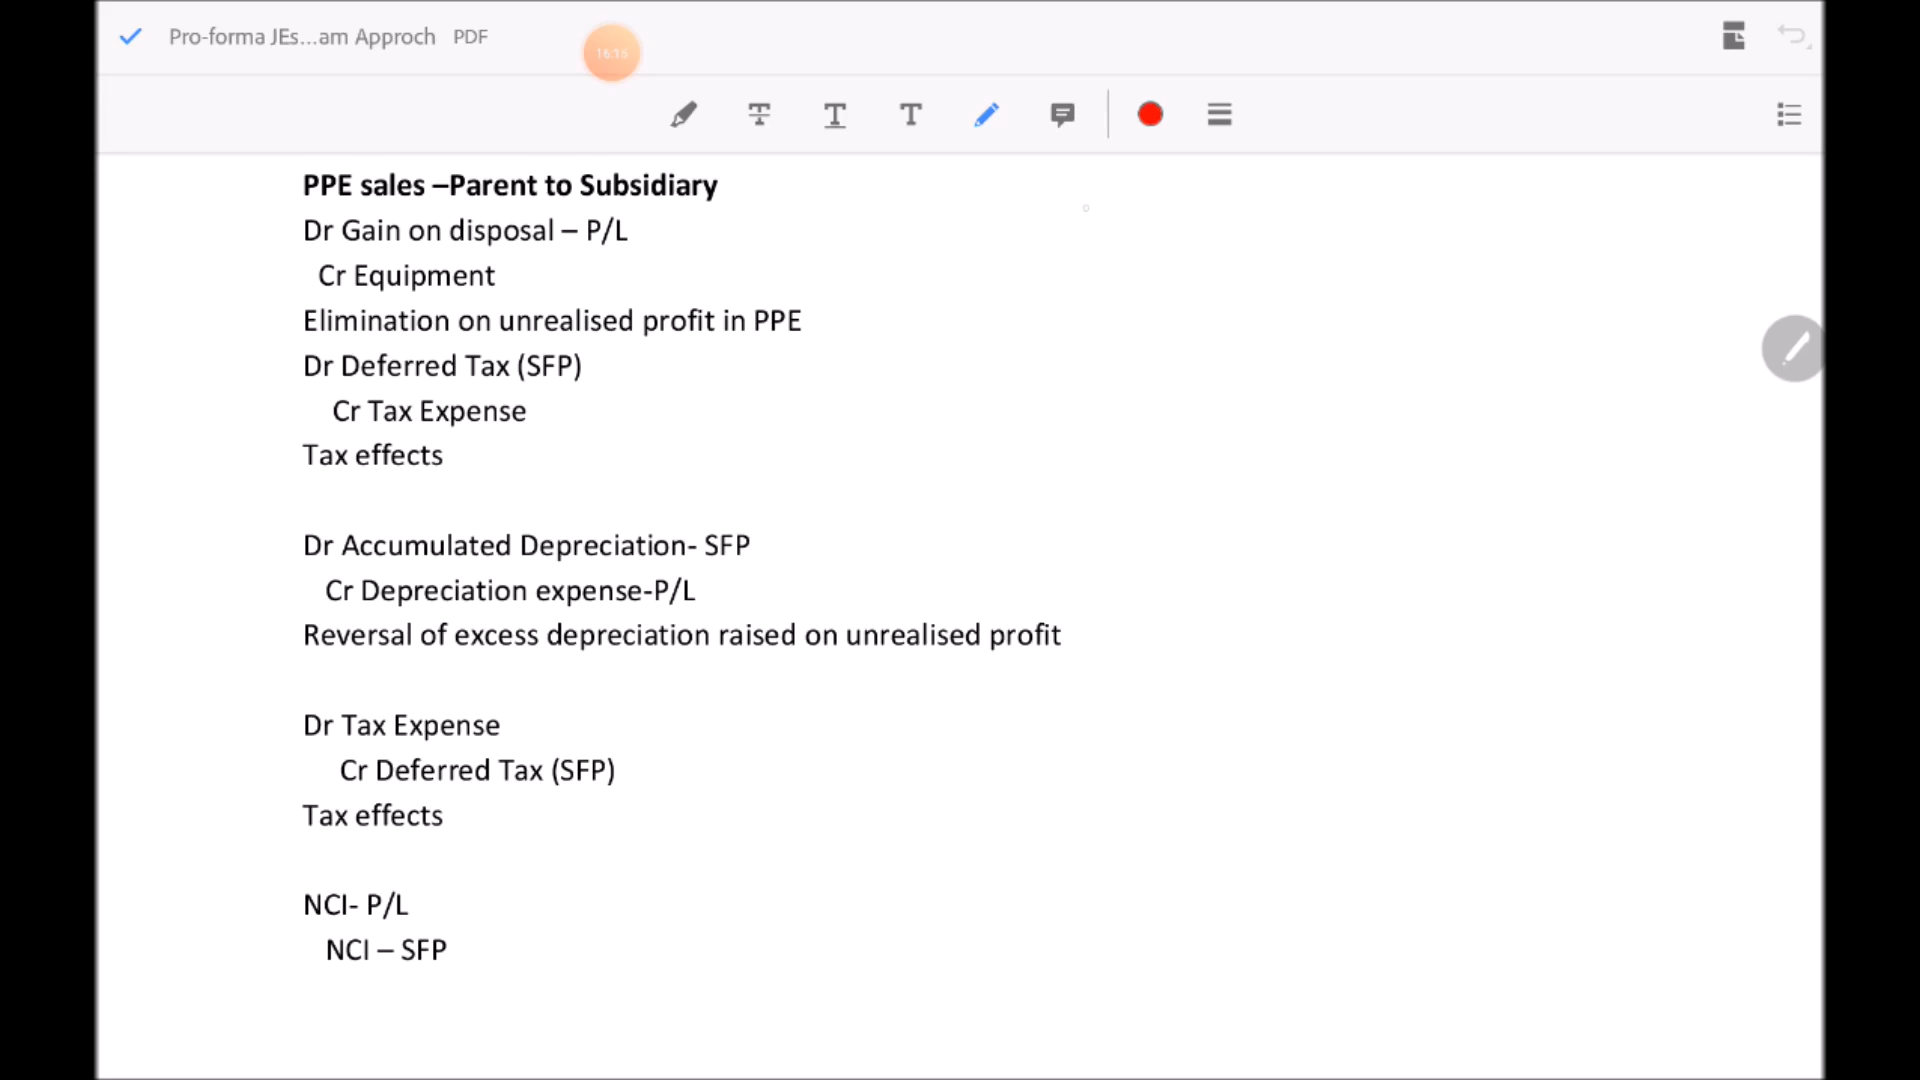 Pro-forma JEs...am Approch PDF
16:15
PPE sales –Parent to Subsidiary
Dr Gain on disposal – P/L
Cr Equipment
Elimination on unrealised profit in PPE
Dr Deferred Tax (SFP)
Cr Tax Expense
Tax effects
Dr Accumulated Depreciation- SFP
Cr Depreciation expense-P/L
Reversal of excess depreciation raised on unrealised profit
Dr Tax Expense
Cr Deferred Tax (SFP)
Tax effects
NCI- P/L
NCI – SFP